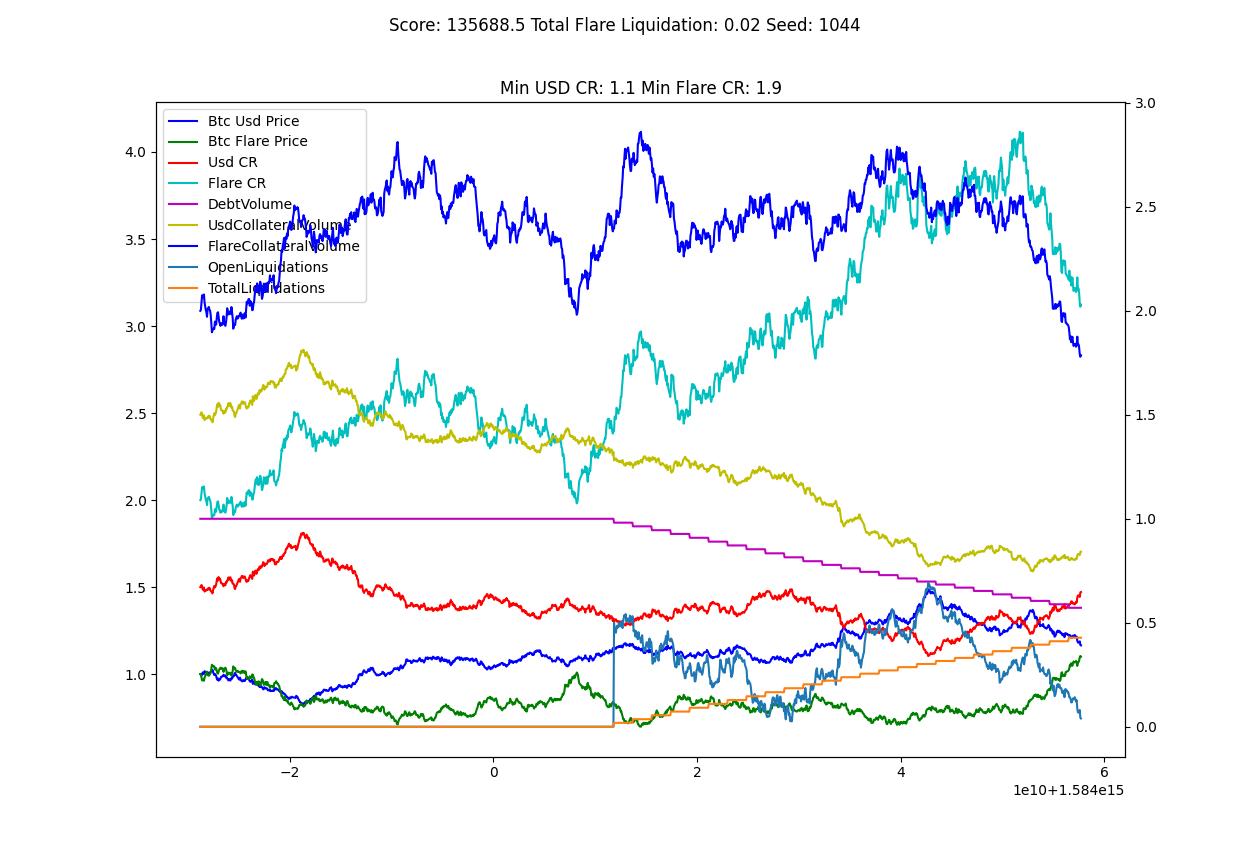 Score: 135688.5 Total Flare Liquidation: 0.02 Seed: 1044
Min USD CR: 1.1 Min Flare CR: 1.9
Btc Usd Price
Btc Flare Price
Usd CR
Flare CR
DebtVolume
UsdCollateralVolume
FlareCollateralVolume
OpenLiquidations
TotalLiquidations
4.0
3.5
3.0
2.5
2.0
1.5
1.0
3.0
2.5
2.0
1.5
1.0
0.5
0.0
−2 0 2 4 6
1e10+1.584e15